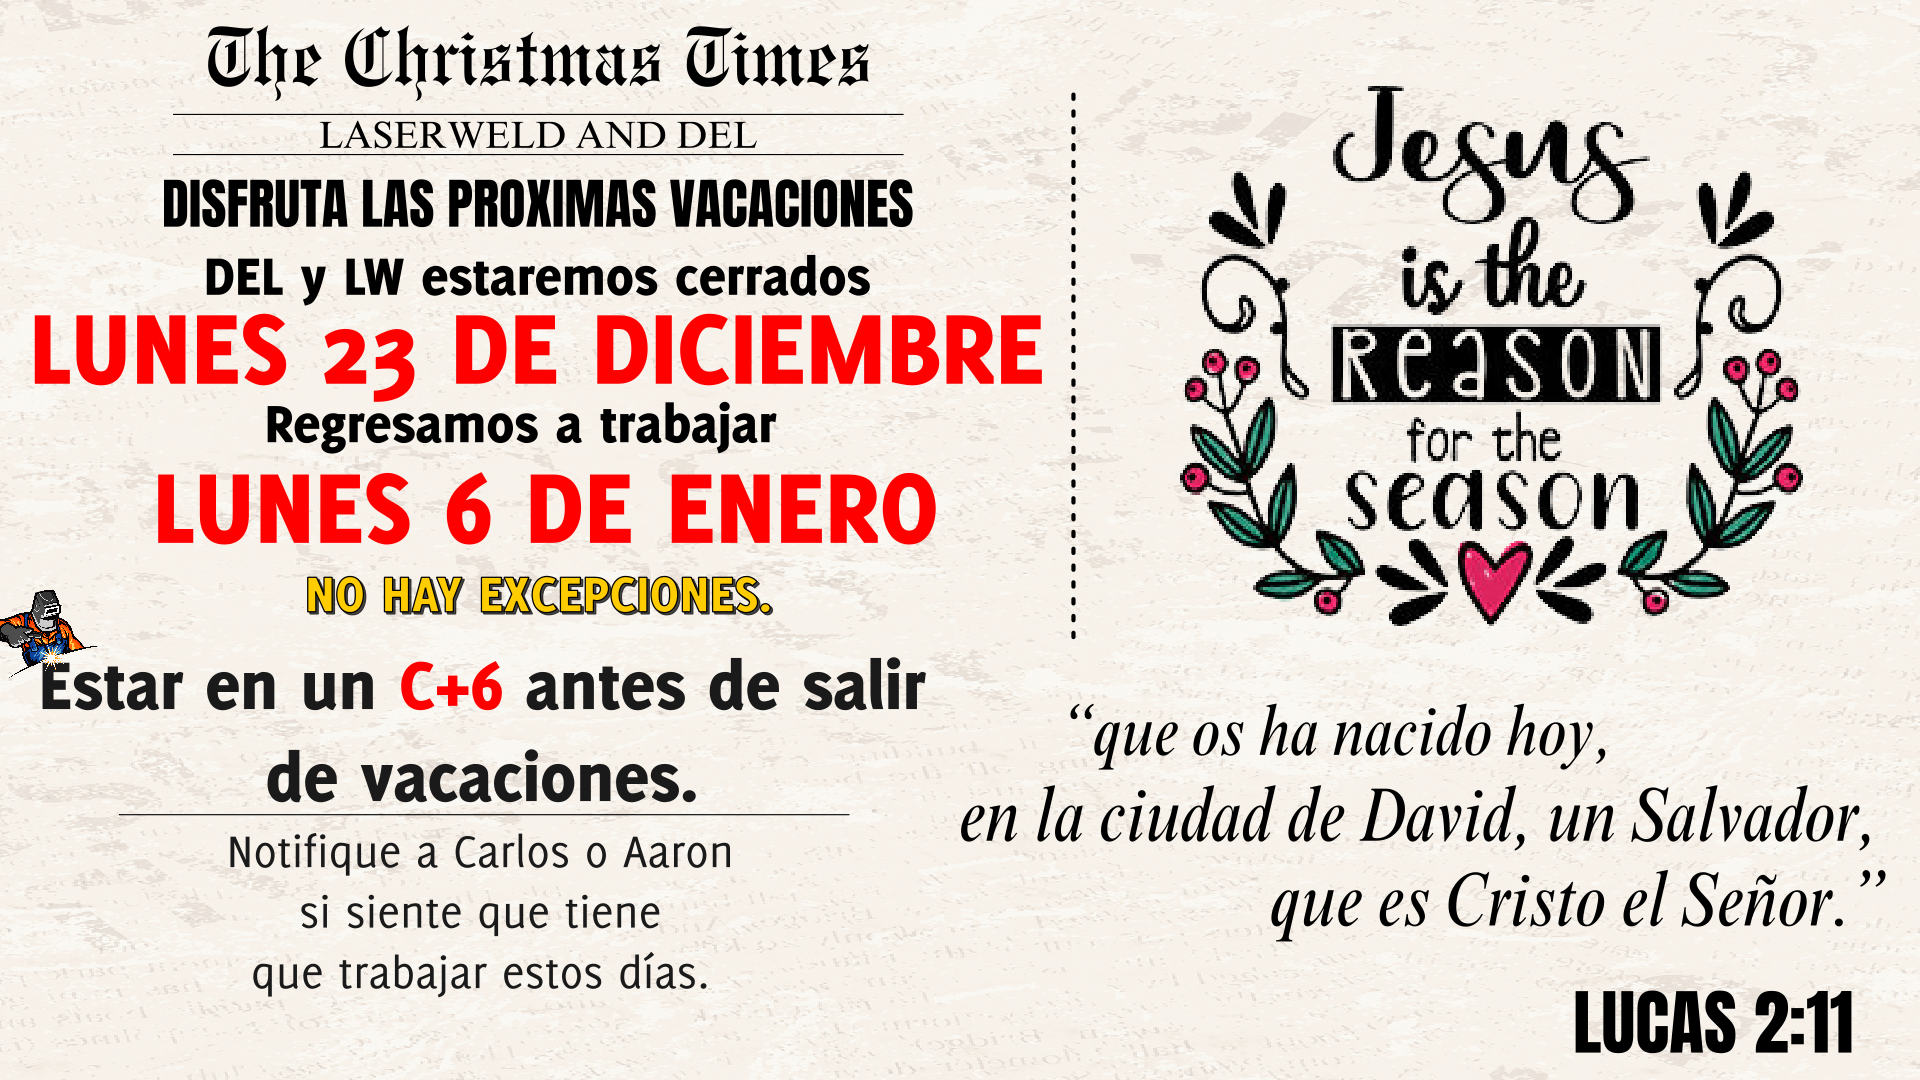 The Christmas Times
LASERWELD AND DEL
DISFRUTA LAS PROXIMAS VACACIONES
DEL y LW estaremos cerrados
LUNES 23 DE DICIEMBRE
Regresamos a trabajar
LUNES 6 DE ENERO
NO HAY EXCEPCIONES.
Estar en un C+6 antes de salir
de vacaciones.
Notifique a Carlos o Aaron
si siente que tiene
que trabajar estos días.
Jesus
is the
REASON
for the
season
“que os ha nacido hoy,
en la ciudad de David, un Salvador,
que es Cristo el Señor.”
LUCAS 2:11